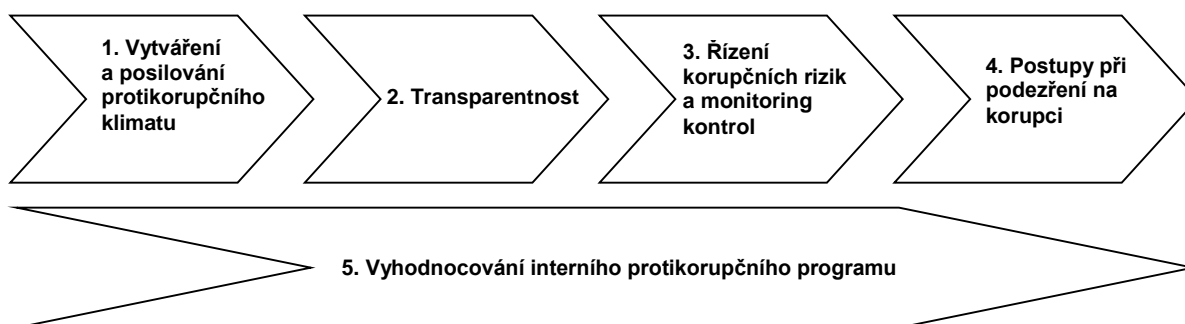 1. Vytváření
a posilování
protikorupčního
klimatu
2. Transparentnost
3. Řízení
korupčních rizik
a monitoring
kontrol
4. Postupy při
podezření na
korupci
5. Vyhodnocování interního protikorupčního programu